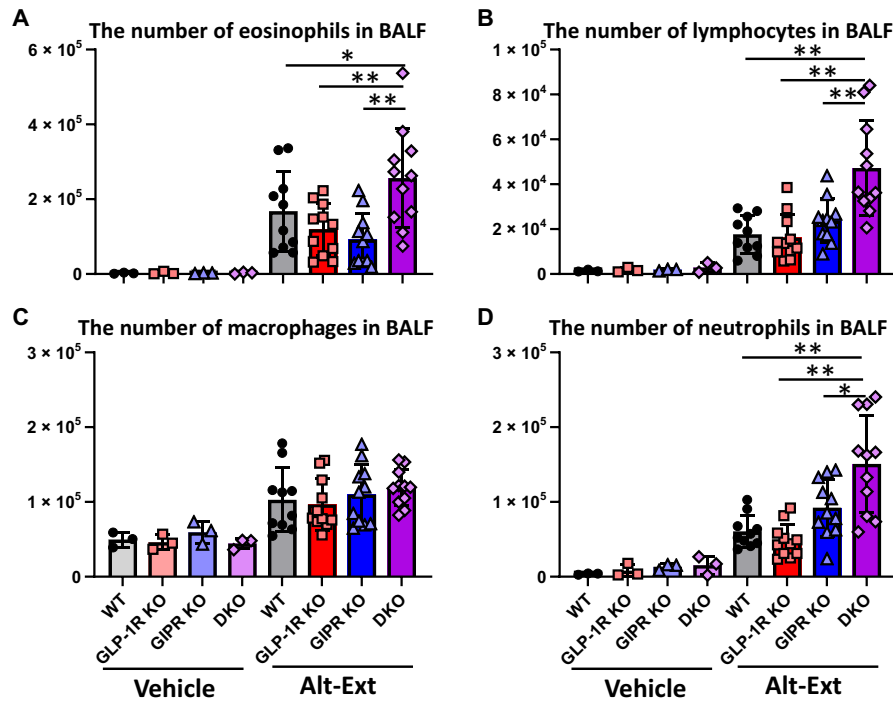 A
The number of eosinophils in BALF
6 × 10⁵
4 × 10⁵
2 × 10⁵
0
*
**
**
B
The number of lymphocytes in BALF
1 × 10⁵
8 × 10⁴
6 × 10⁴
4 × 10⁴
2 × 10⁴
0
**
**
**
C
The number of macrophages in BALF
3 × 10⁵
2 × 10⁵
1 × 10⁵
0
WT
GLP-1R KO
GIPR KO
DKO
WT
GLP-1R KO
GIPR KO
DKO
Vehicle
Alt-Ext
D
The number of neutrophils in BALF
3 × 10⁵
2 × 10⁵
1 × 10⁵
0
**
**
*
WT
GLP-1R KO
GIPR KO
DKO
WT
GLP-1R KO
GIPR KO
DKO
Vehicle
Alt-Ext